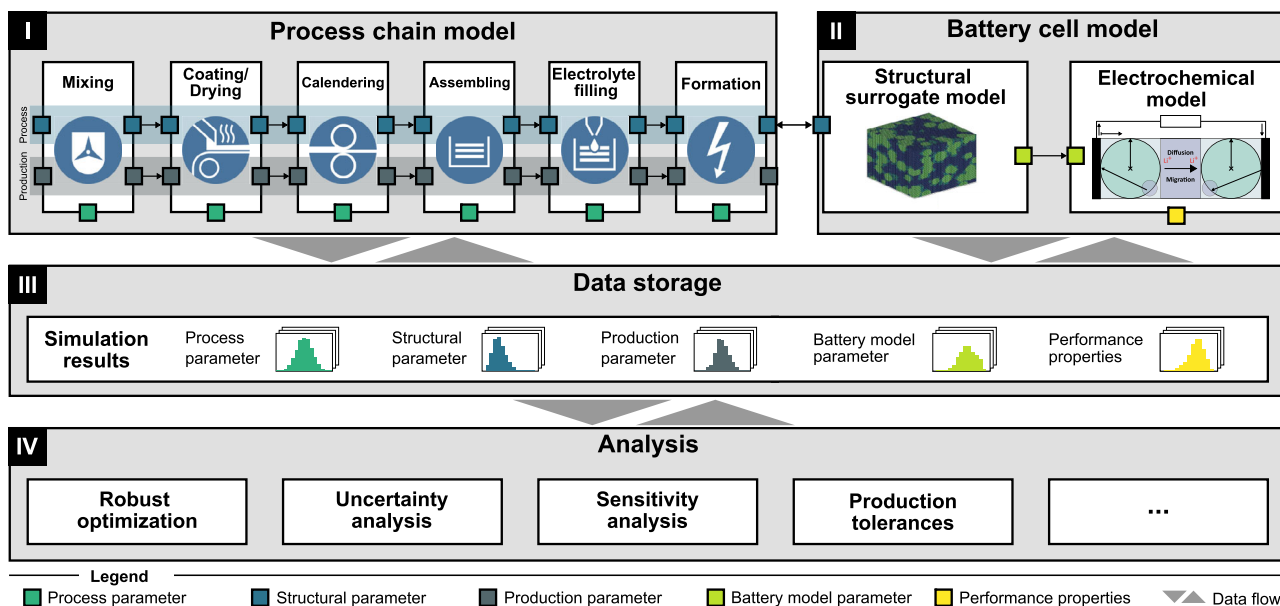 I
Process chain model
Mixing
Coating/
Drying
Calendering
Assembling
Electrolyte
filling
Formation
Process
Production
II
Battery cell model
Structural
surrogate model
Electrochemical
model
Diffusion
Li+
Li+
Migration
III
Data storage
Simulation
results
Process
parameter
Structural
parameter
Production
parameter
Battery model
parameter
Performance
properties
IV
Analysis
Robust
optimization
Uncertainty
analysis
Sensitivity
analysis
Production
tolerances
...
Legend
Process parameter
Structural parameter
Production parameter
Battery model parameter
Performance properties
Data flow